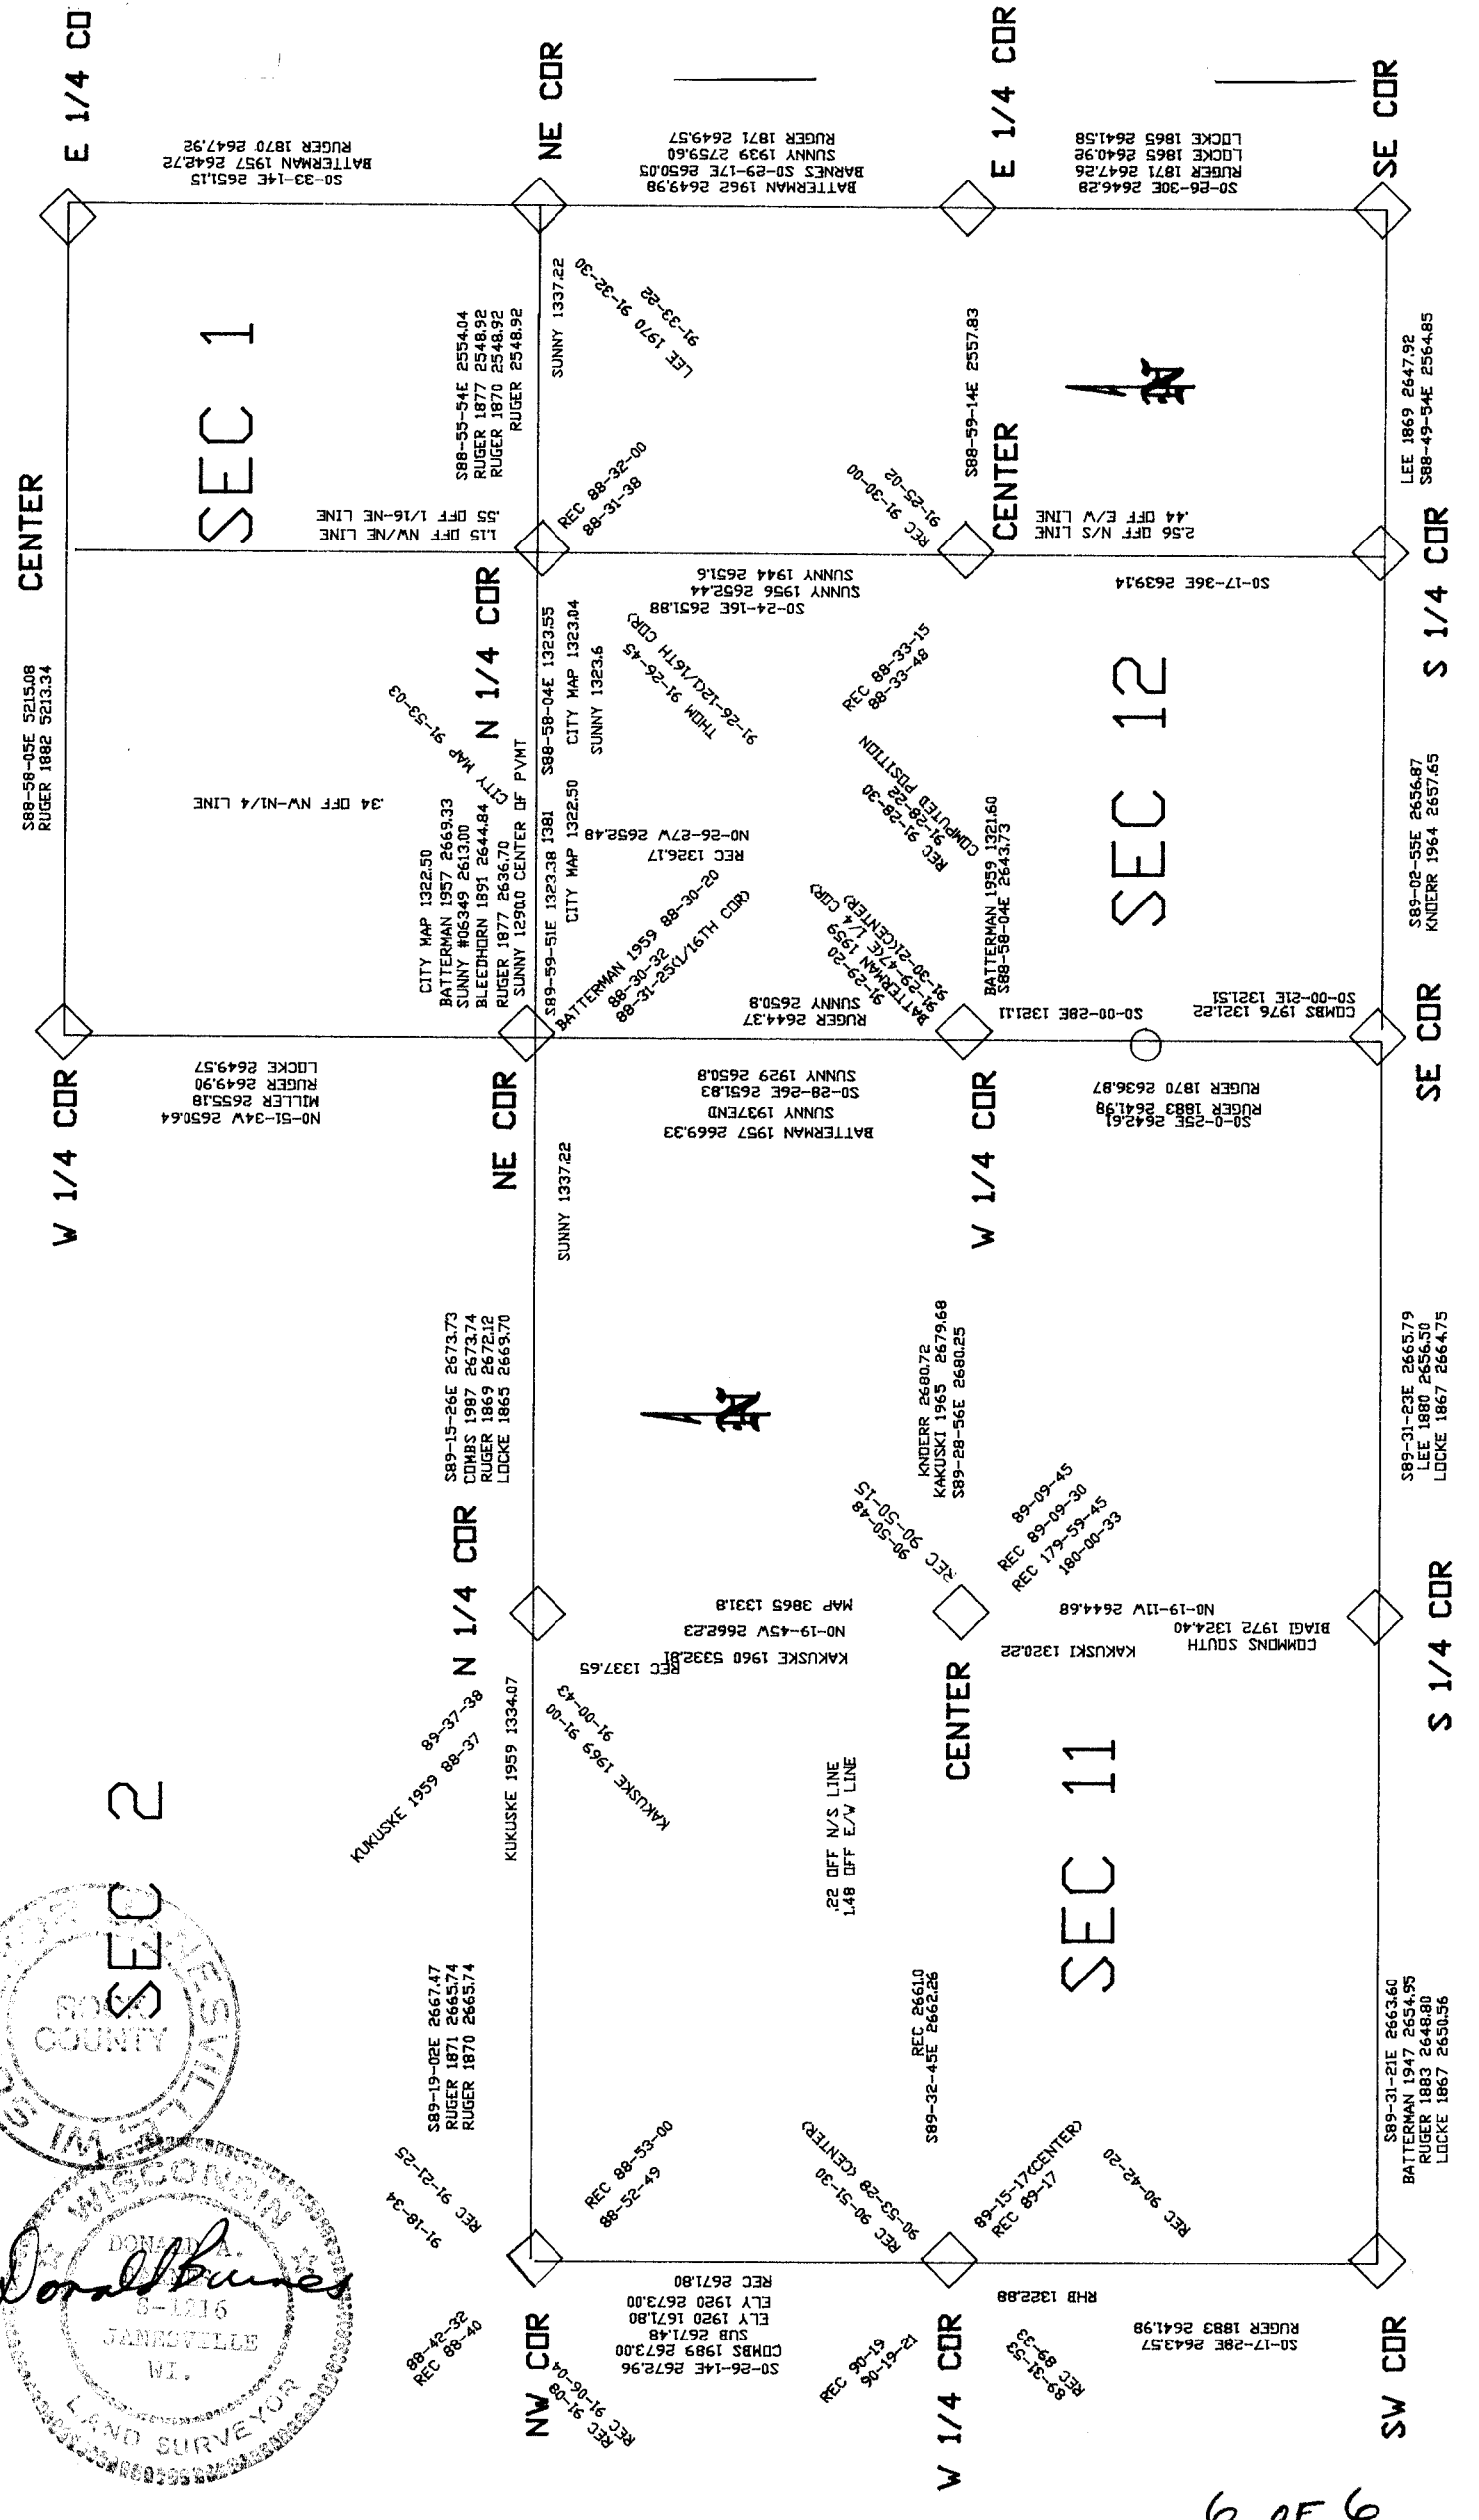 E 1/4 CO
CENTER
W 1/4 COR
S88-58-05E 5215.08
RUGER 1882 5213.34
S0-33-14E 2651.15
BATTERMAN 1957 2642.72
RUGER 1870 2647.92
SEC 1
1.15 OFF NW/NE LINE
.55 OFF 1/16-NE LINE
.34 OFF NW-N1/4 LINE
N0-51-34W 2650.64
MILLER 2655.18
RUGER 2649.90
LOCKE 2649.57
SEC 2
ROCK
COUNTY
WISCONSIN
DONALD A.
S-1216
JANESVILLE
WI.
LAND SURVEYOR
Donald Barnes
NE COR
N 1/4 COR
NE COR
N 1/4 COR
NW COR
S88-55-54E 2554.04
RUGER 1877 2548.92
RUGER 1870 2548.92
RUGER 2548.92
SUNNY 1337.22
CITY MAP 91-53-03
CITY MAP 1322.50
BATTERMAN 1957 2669.33
SUNNY #06349 2613.00
BLEEDHORN 1891 2644.84
RUGER 1877 2636.70
SUNNY 1290.0 CENTER OF PVMT
S89-59-51E 1323.38 1381
S88-58-04E 1323.55
CITY MAP 1322.50
CITY MAP 1323.04
SUNNY 1323.6
SUNNY 1337.22
S89-15-26E 2673.73
COMBS 1987 2673.74
RUGER 1869 2672.12
LOCKE 1865 2669.70
89-37-38
KUKUSKE 1959 88-37
KUKUSKE 1959 1334.07
S89-19-02E 2667.47
RUGER 1871 2665.74
RUGER 1870 2665.74
REC 91-21-25
91-18-34
88-42-32
REC 88-40
REC 91-08
REC 91-06-04
REC 88-53-00
88-52-49
91-00-43
KAKUSKE 1969 91-00
LEE 1970 91-32-30
91-33-22
REC 88-32-00
88-31-38
BATTERMAN 1962 2649.98
BARNES S0-29-17E 2650.05
SUNNY 1939 2759.60
RUGER 1871 2649.57
S0-24-16E 2651.88
SUNNY 1956 2652.44
SUNNY 1944 2651.6
THOM 91-26-45
91-26-12(1/16TH COR)
N0-26-27W 2652.48
REC 1326.17
BATTERMAN 1959 88-30-20
88-30-32
88-31-25(1/16TH COR)
RUGER 2644.37
SUNNY 2650.8
BATTERMAN 1957 2669.33
SUNNY 1937END
S0-28-26E 2651.83
SUNNY 1929 2650.8
REC 1337.65
KAKUSKE 1960 5332.81
N0-19-45W 2662.23
MAP 3865 1331.8
S0-26-14E 2672.96
COMBS 1989 2673.00
SUB 2671.48
ELY 1920 1671.80
ELY 1920 2673.00
REC 2671.80
.22 OFF N/S LINE
1.48 OFF E/W LINE
REC 91-30-00
91-25-02
REC 88-33-15
88-33-48
REC 91-28-30
91-28-22
COMPUTED POSITION
91-29-20
BATTERMAN 1959
91-29-47(E 1/4 COR)
91-30-21(CENTER)
90-50-48
REC 90-50-15
REC 90-51-30
90-53-28 (CENTER)
REC 90-19
90-19-21
S88-59-14E 2557.83
BATTERMAN 1959 1321.60
S88-58-04E 2643.73
KNOERR 2680.72
KAKUSKI 1965 2679.68
S89-28-56E 2680.25
REC 2661.0
S89-32-45E 2662.26
E 1/4 COR
CENTER
W 1/4 COR
CENTER
W 1/4 COR
N
N
89-09-45
REC 89-09-30
REC 179-59-45
180-00-33
89-15-17(CENTER)
REC 89-17
REC 90-42-20
89-31-53
REC 89-33
S0-26-30E 2646.28
RUGER 1871 2647.26
LOCKE 1865 2640.92
LOCKE 1865 2641.58
2.56 OFF N/S LINE
.44 OFF E/W LINE
S0-17-36E 2639.14
SEC 12
S0-00-28E 1321.11
COMBS 1976 1321.22
S0-00-21E 1321.51
S0-0-25E 2642.61
RUGER 1883 2641.98
RUGER 1870 2636.87
KAKUSKI 1320.22
COMMONS SOUTH
BIAGI 1972 1324.40
N0-19-11W 2644.68
SEC 11
RHB 1322.88
S0-17-28E 2643.57
RUGER 1883 2641.98
SE COR
S 1/4 COR
SE COR
S 1/4 COR
SW COR
LEE 1869 2647.92
S88-49-54E 2564.85
S89-02-55E 2656.87
KNOERR 1964 2657.65
S89-31-23E 2665.79
LEE 1880 2656.50
LOCKE 1867 2664.75
S89-31-21E 2663.60
BATTERMAN 1947 2654.95
RUGER 1883 2648.80
LOCKE 1867 2650.56
6 OF 6